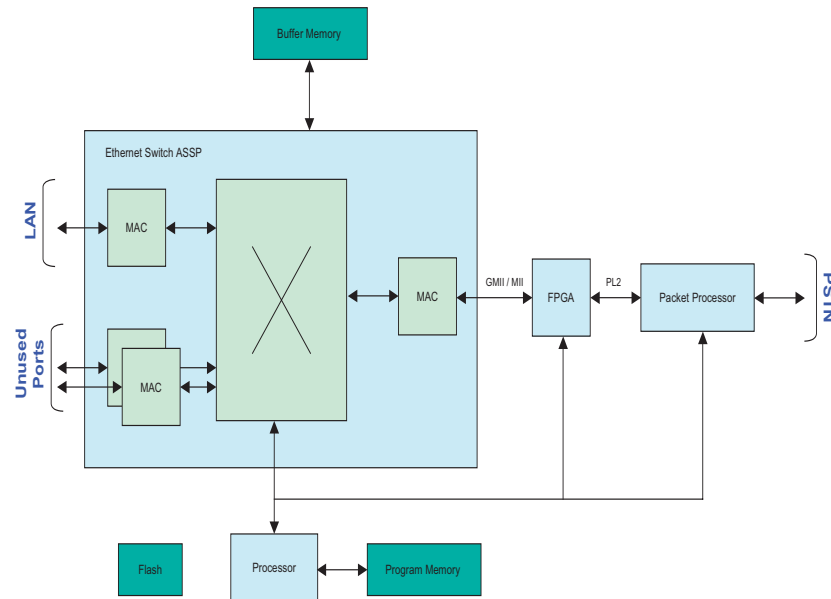 Buffer Memory
Ethernet Switch ASSP
LAN
MAC
MAC
GMII / MII
FPGA
PL2
Packet Processor
PSTN
Unused
Ports
MAC
Flash
Processor
Program Memory